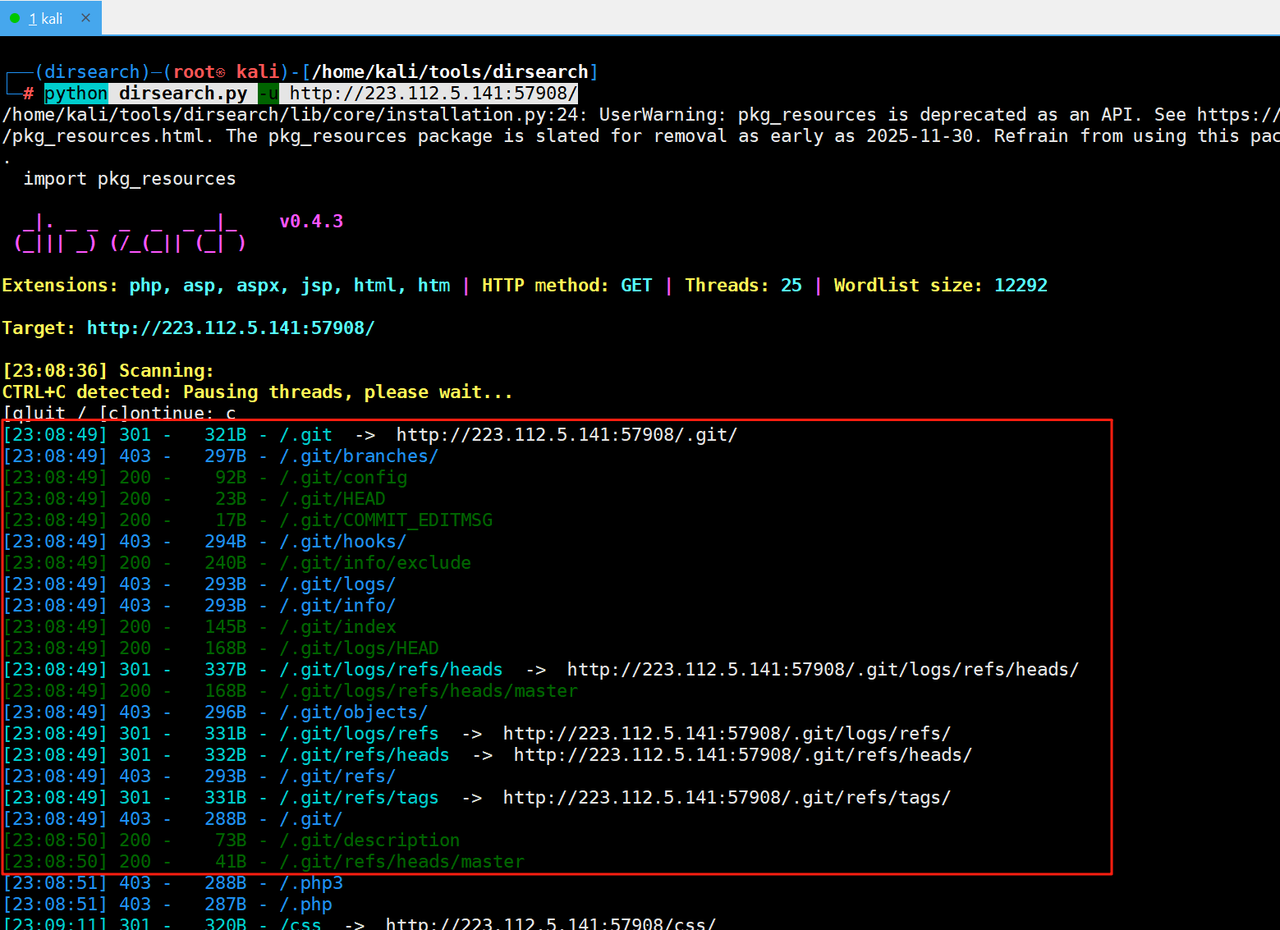 1 kali ×
┌──(dirsearch)─(root㉿kali)-[/home/kali/tools/dirsearch]
└─# python dirsearch.py -u http://223.112.5.141:57908/
/home/kali/tools/dirsearch/lib/core/installation.py:24: UserWarning: pkg_resources is deprecated as an API. See https://
/pkg_resources.html. The pkg_resources package is slated for removal as early as 2025-11-30. Refrain from using this pac
.
  import pkg_resources
  _|. _ _  _  _  _ _|_    v0.4.3
 (_||| _) (/_(_|| (_| )
Extensions: php, asp, aspx, jsp, html, htm | HTTP method: GET | Threads: 25 | Wordlist size: 12292
Target: http://223.112.5.141:57908/
[23:08:36] Scanning:
CTRL+C detected: Pausing threads, please wait...
[q]uit / [c]ontinue: c
[23:08:49] 301 -   321B - /.git  ->  http://223.112.5.141:57908/.git/
[23:08:49] 403 -   297B - /.git/branches/
[23:08:49] 200 -    92B - /.git/config
[23:08:49] 200 -    23B - /.git/HEAD
[23:08:49] 200 -    17B - /.git/COMMIT_EDITMSG
[23:08:49] 403 -   294B - /.git/hooks/
[23:08:49] 200 -   240B - /.git/info/exclude
[23:08:49] 403 -   293B - /.git/logs/
[23:08:49] 403 -   293B - /.git/info/
[23:08:49] 200 -   145B - /.git/index
[23:08:49] 200 -   168B - /.git/logs/HEAD
[23:08:49] 301 -   337B - /.git/logs/refs/heads  ->  http://223.112.5.141:57908/.git/logs/refs/heads/
[23:08:49] 200 -   168B - /.git/logs/refs/heads/master
[23:08:49] 403 -   296B - /.git/objects/
[23:08:49] 301 -   331B - /.git/logs/refs  ->  http://223.112.5.141:57908/.git/logs/refs/
[23:08:49] 301 -   332B - /.git/refs/heads  ->  http://223.112.5.141:57908/.git/refs/heads/
[23:08:49] 403 -   293B - /.git/refs/
[23:08:49] 301 -   331B - /.git/refs/tags  ->  http://223.112.5.141:57908/.git/refs/tags/
[23:08:49] 403 -   288B - /.git/
[23:08:50] 200 -    73B - /.git/description
[23:08:50] 200 -    41B - /.git/refs/heads/master
[23:08:51] 403 -   288B - /.php3
[23:08:51] 403 -   287B - /.php
[23:09:11] 301 -   320B - /css  ->  http://223.112.5.141:57908/css/